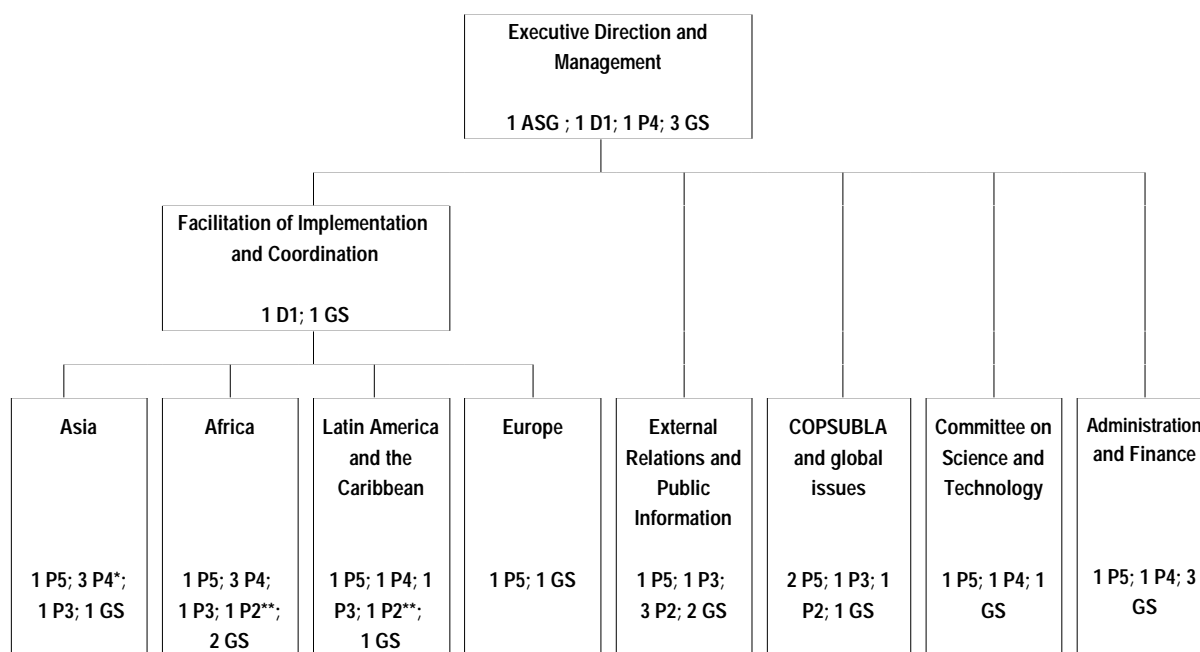 Executive Direction and
Management
1 ASG ; 1 D1; 1 P4; 3 GS
Facilitation of Implementation
and Coordination
1 D1; 1 GS
Asia
1 P5; 3 P4*;
1 P3; 1 GS
Africa
1 P5; 3 P4;
1 P3; 1 P2**;
2 GS
Latin America
and the
Caribbean
1 P5; 1 P4; 1
P3; 1 P2**;
1 GS
Europe
1 P5; 1 GS
External
Relations and
Public
Information
1 P5; 1 P3;
3 P2; 2 GS
COPSUBLA
and global
issues
2 P5; 1 P3; 1
P2; 1 GS
Committee on
Science and
Technology
1 P5; 1 P4; 1
GS
Administration
and Finance
1 P5; 1 P4; 3
GS